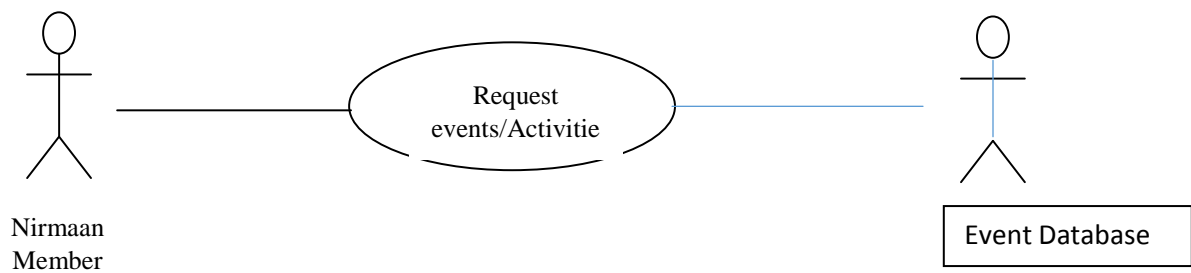 Request
events/Activitie
Nirmaan
Member
Event Database